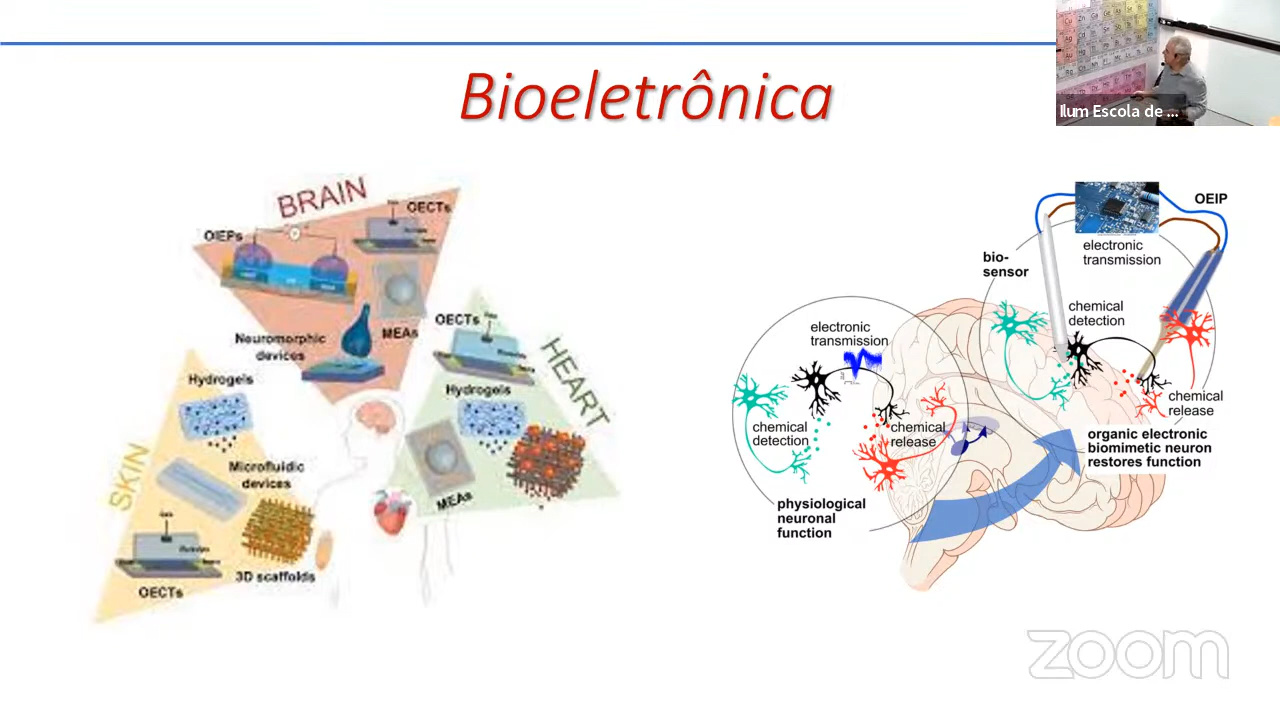 Bioeletrônica
Ilum Escola de ...
BRAIN
OECTs
OIEPs
MEAs
Neuromorphic
devices
HEART
OECTs
Hydrogels
MEAs
SKIN
Hydrogels
Microfluidic
devices
3D scaffolds
OECTs
OEIP
electronic
transmission
bio-
sensor
chemical
detection
chemical
release
organic electronic
biomimetic neuron
restores function
electronic
transmission
chemical
detection
chemical
release
physiological
neuronal
function
zoom